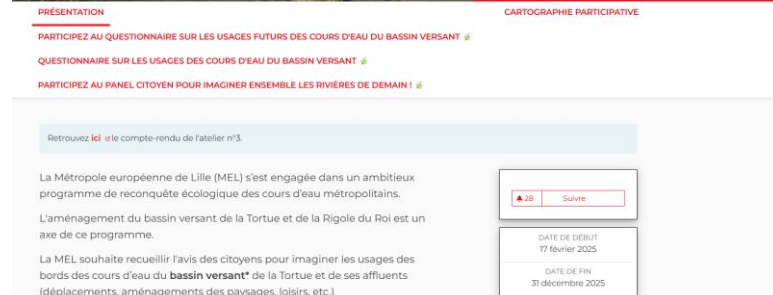 PRÉSENTATION
CARTOGRAPHIE PARTICIPATIVE
PARTICIPEZ AU QUESTIONNAIRE SUR LES USAGES FUTURS DES COURS D'EAU DU BASSIN VERSANT
QUESTIONNAIRE SUR LES USAGES DES COURS D'EAU DU BASSIN VERSANT
PARTICIPEZ AU PANEL CITOYEN POUR IMAGINER ENSEMBLE LES RIVIÈRES DE DEMAIN !
Retrouvez ici le compte-rendu de l'atelier n°3.
La Métropole européenne de Lille (MEL) s'est engagée dans un ambitieux
programme de reconquête écologique des cours d'eau métropolitains.
L'aménagement du bassin versant de la Tortue et de la Rigole du Roi est un
axe de ce programme.
La MEL souhaite recueillir l'avis des citoyens pour imaginer les usages des
bords des cours d'eau du bassin versant* de la Tortue et de ses affluents
(déplacements, aménagements des paysages, loisirs, etc.)
28 Suivre
DATE DE DÉBUT
17 février 2025
DATE DE FIN
31 décembre 2025